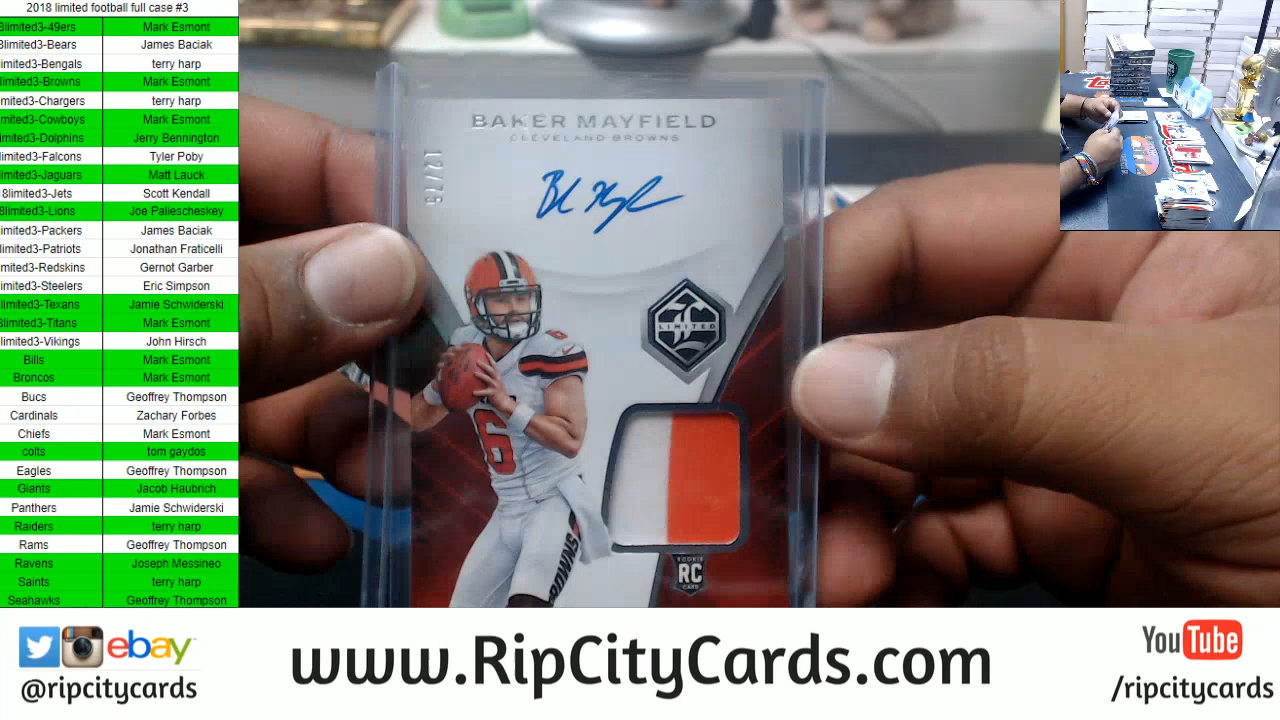 2018 limited football full case #3
8limited3-49ers Mark Esmont
8limited3-Bears James Baciak
limited3-Bengals terry harp
limited3-Browns Mark Esmont
imited3-Chargers terry harp
imited3-Cowboys Mark Esmont
limited3-Dolphins Jerry Bennington
limited3-Falcons Tyler Poby
limited3-Jaguars Matt Lauck
8limited3-Jets Scott Kendall
8limited3-Lions Joe Paliescheskey
limited3-Packers James Baciak
limited3-Patriots Jonathan Fraticelli
imited3-Redskins Gernot Garber
limited3-Steelers Eric Simpson
limited3-Texans Jamie Schwiderski
8limited3-Titans Mark Esmont
limited3-Vikings John Hirsch
Bills Mark Esmont
Broncos Mark Esmont
Bucs Geoffrey Thompson
Cardinals Zachary Forbes
Chiefs Mark Esmont
colts tom gaydos
Eagles Geoffrey Thompson
Giants Jacob Haubrich
Panthers Jamie Schwiderski
Raiders terry harp
Rams Geoffrey Thompson
Ravens Joseph Messineo
Saints terry harp
Seahawks Geoffrey Thompson
BAKER MAYFIELD
CLEVELAND BROWNS
LIMITED
6
6
BROWNS
ROOKIE
RC
CARD
ebay
@ripcitycards
www.RipCityCards.com
YouTube
/ripcitycards